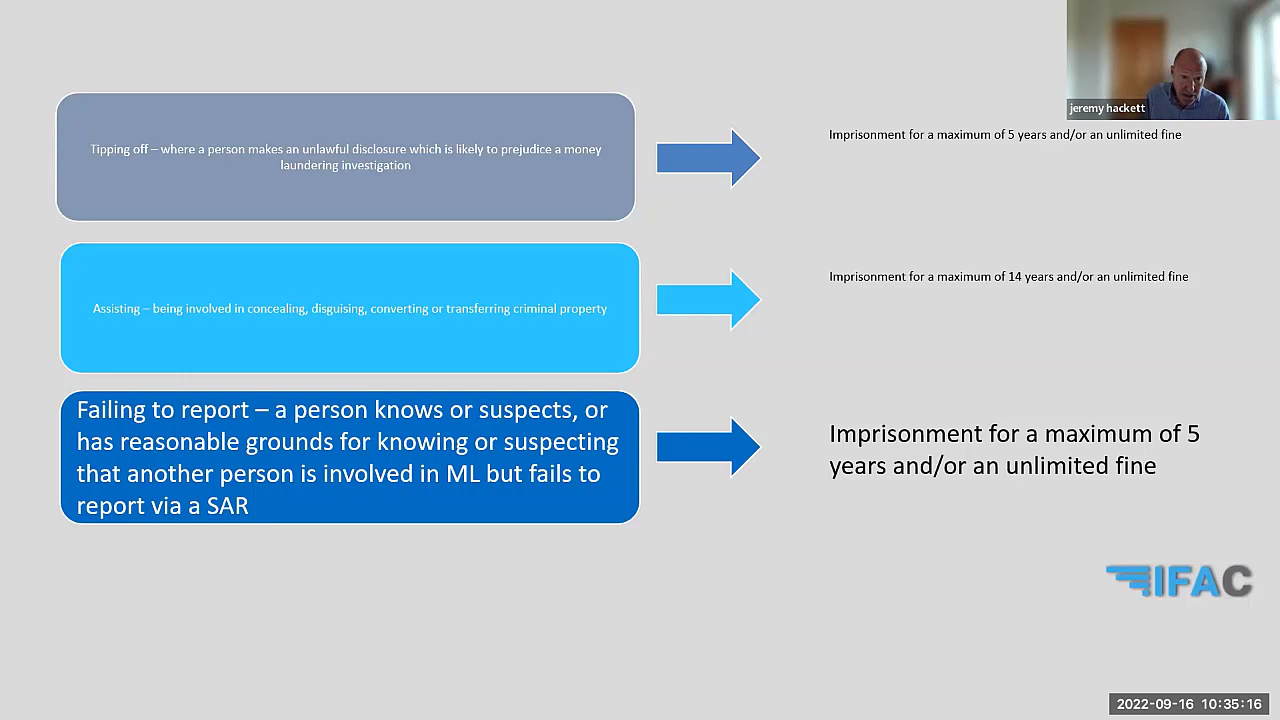 jeremy hackett
Tipping off – where a person makes an unlawful disclosure which is likely to prejudice a money
laundering investigation
Imprisonment for a maximum of 5 years and/or an unlimited fine
Assisting – being involved in concealing, disguising, converting or transferring criminal property
Imprisonment for a maximum of 14 years and/or an unlimited fine
Failing to report – a person knows or suspects, or
has reasonable grounds for knowing or suspecting
that another person is involved in ML but fails to
report via a SAR
Imprisonment for a maximum of 5
years and/or an unlimited fine
IFAC
2022-09-16 10:35:16